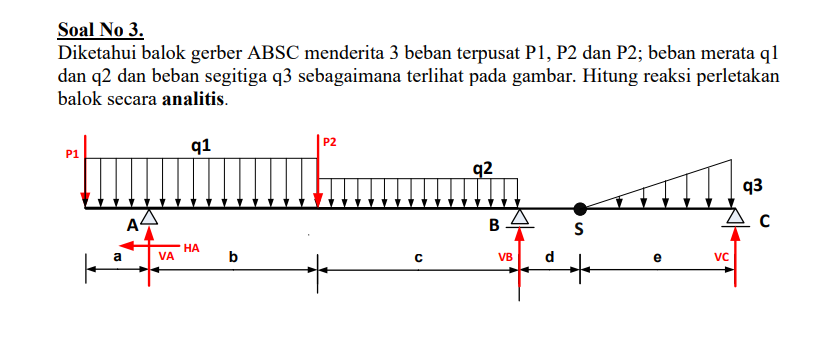 Soal No 3.
Diketahui balok gerber ABSC menderita 3 beban terpusat P1, P2 dan P2; beban merata q1
dan q2 dan beban segitiga q3 sebagaimana terlihat pada gambar. Hitung reaksi perletakan
balok secara analitis.
P1
q1
P2
q2
q3
A
B
S
C
HA
VA
VB
VC
a
b
c
d
e